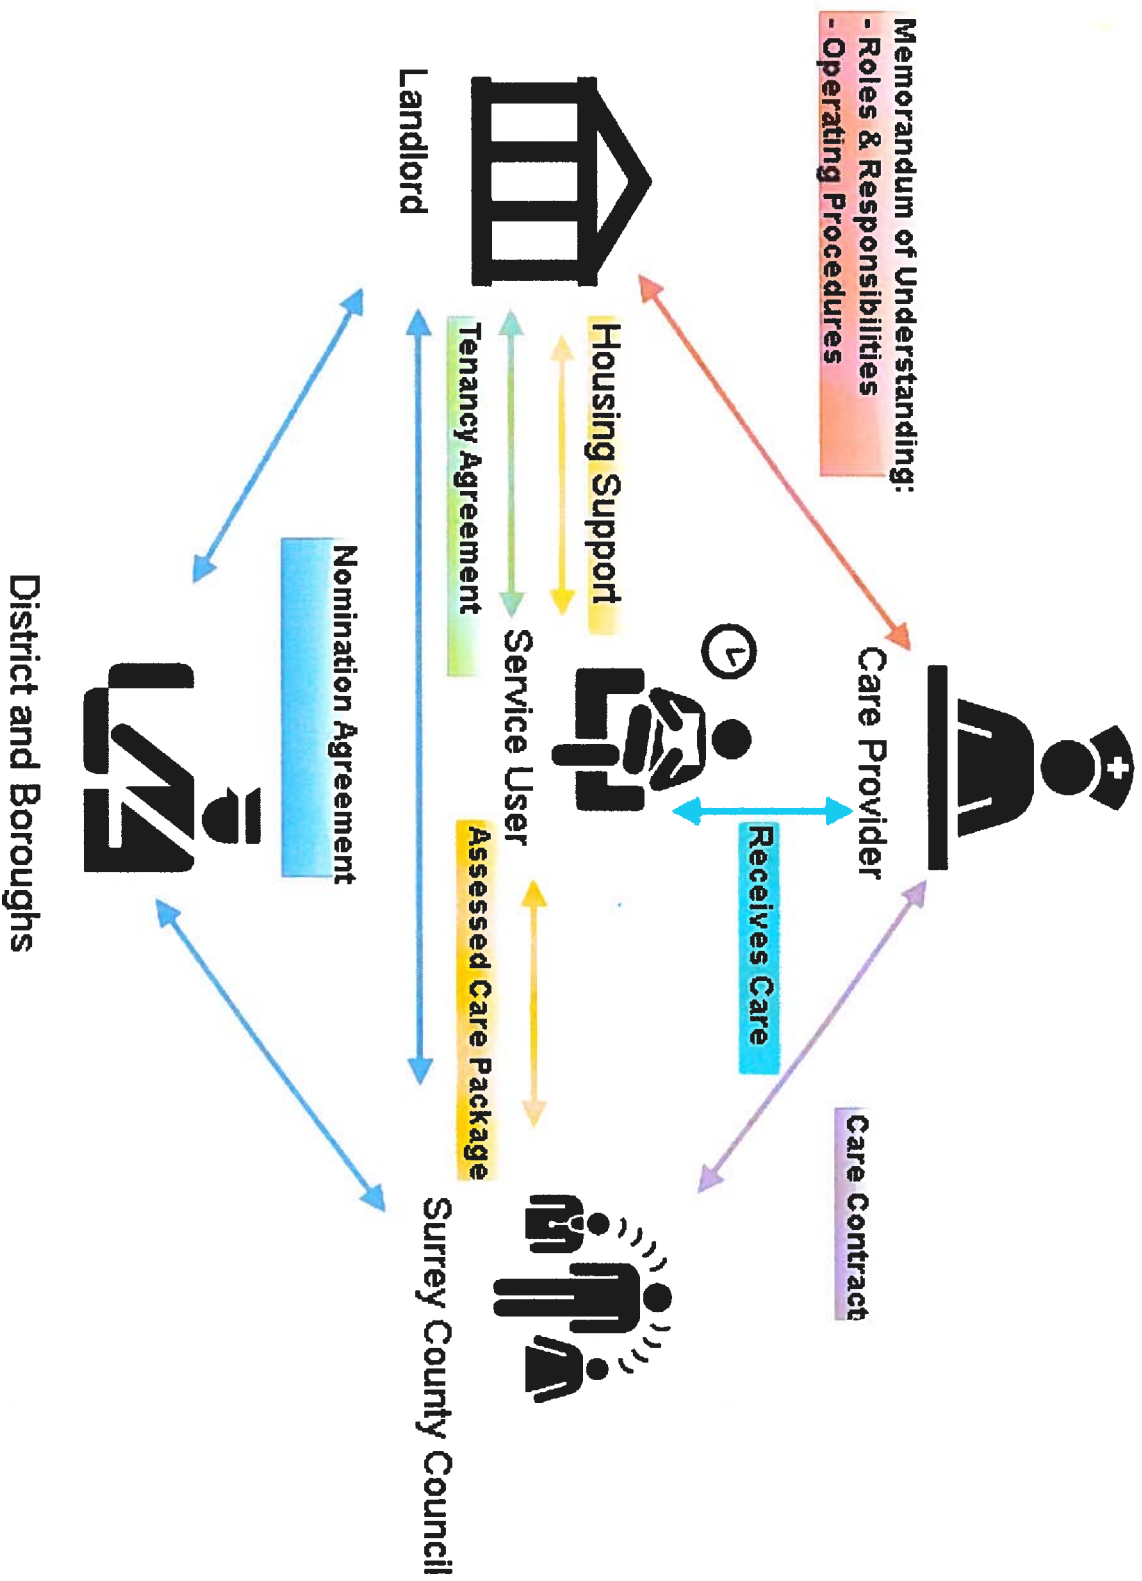 Memorandum of Understanding:
- Roles & Responsibilities
- Operating Procedures
Care Provider
Care Contract
Receives Care
Housing Support
Service User
Landlord
Tenancy Agreement
Assessed Care Package
Surrey County Council
Nomination Agreement
District and Boroughs